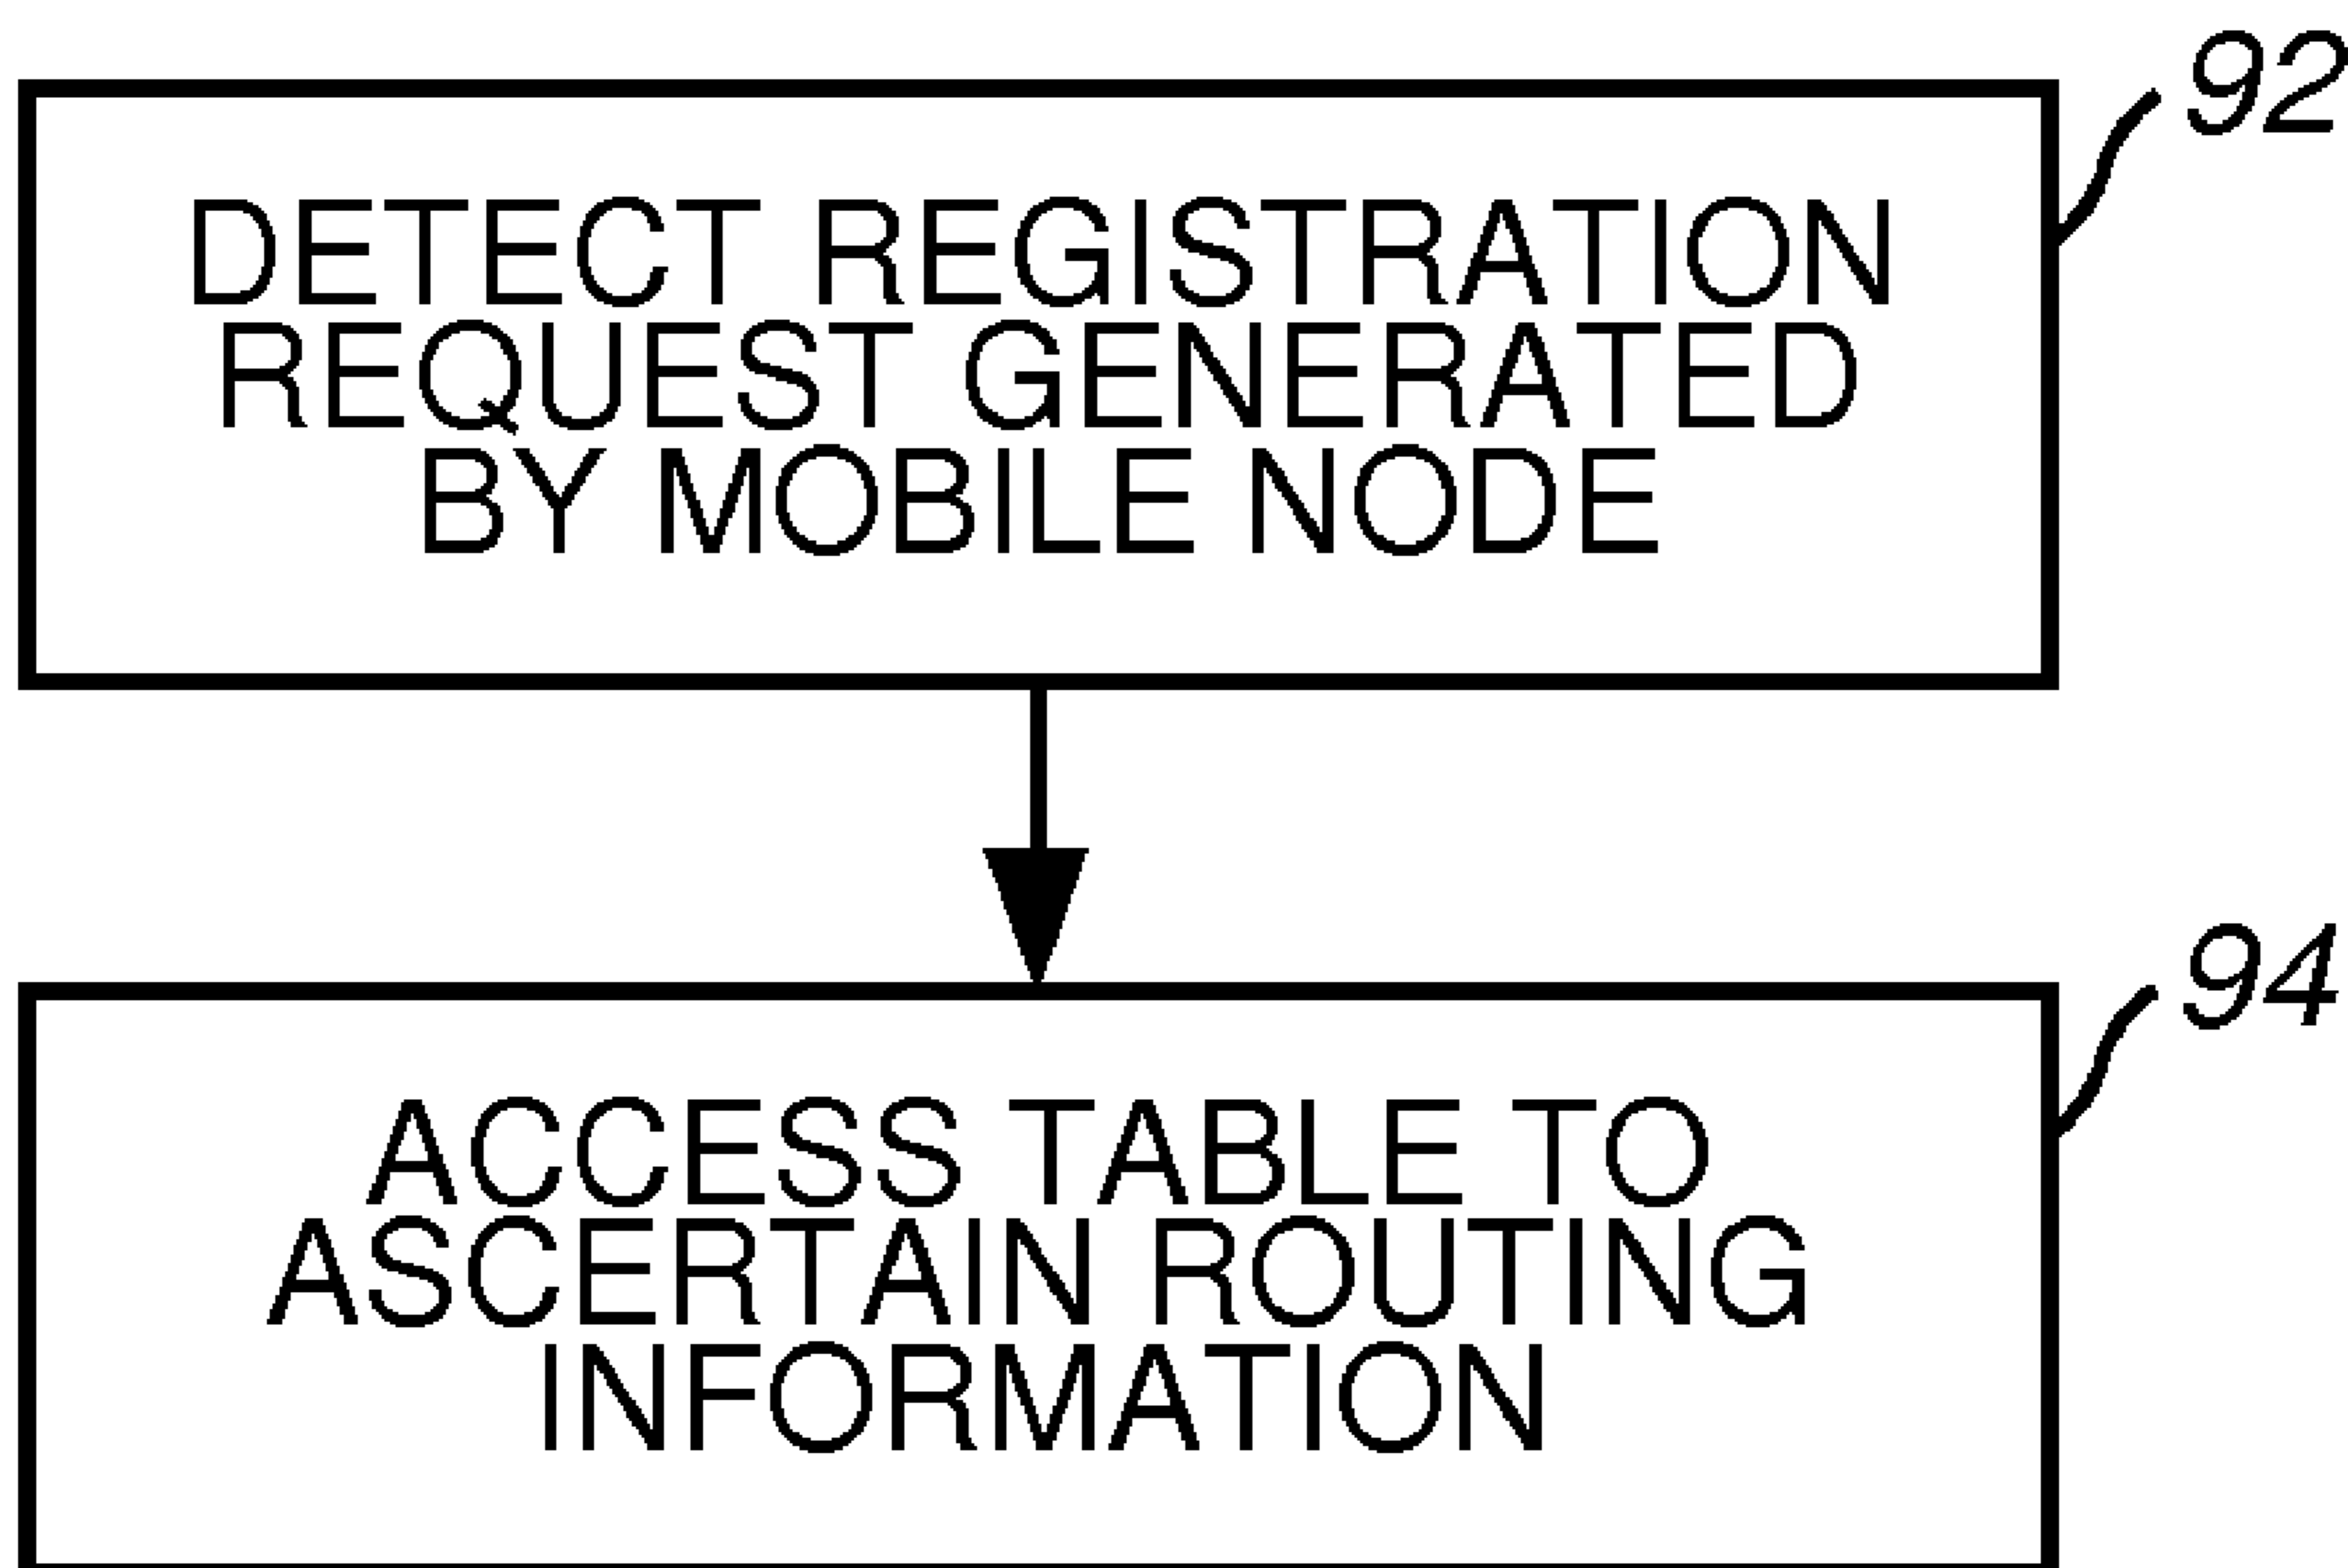 92
DETECT REGISTRATION
REQUEST GENERATED
BY MOBILE NODE
94
ACCESS TABLE TO
ASCERTAIN ROUTING
INFORMATION